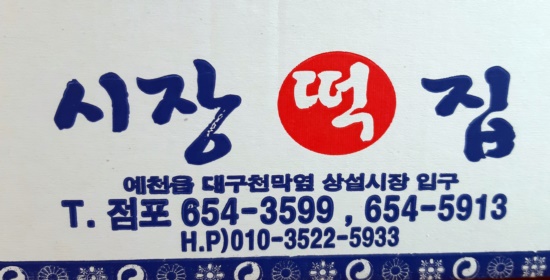 시장 떡 집
예천읍 대구천막옆 상설시장 입구
T. 점포 654-3599 , 654-5913
H.P)010-3522-5933